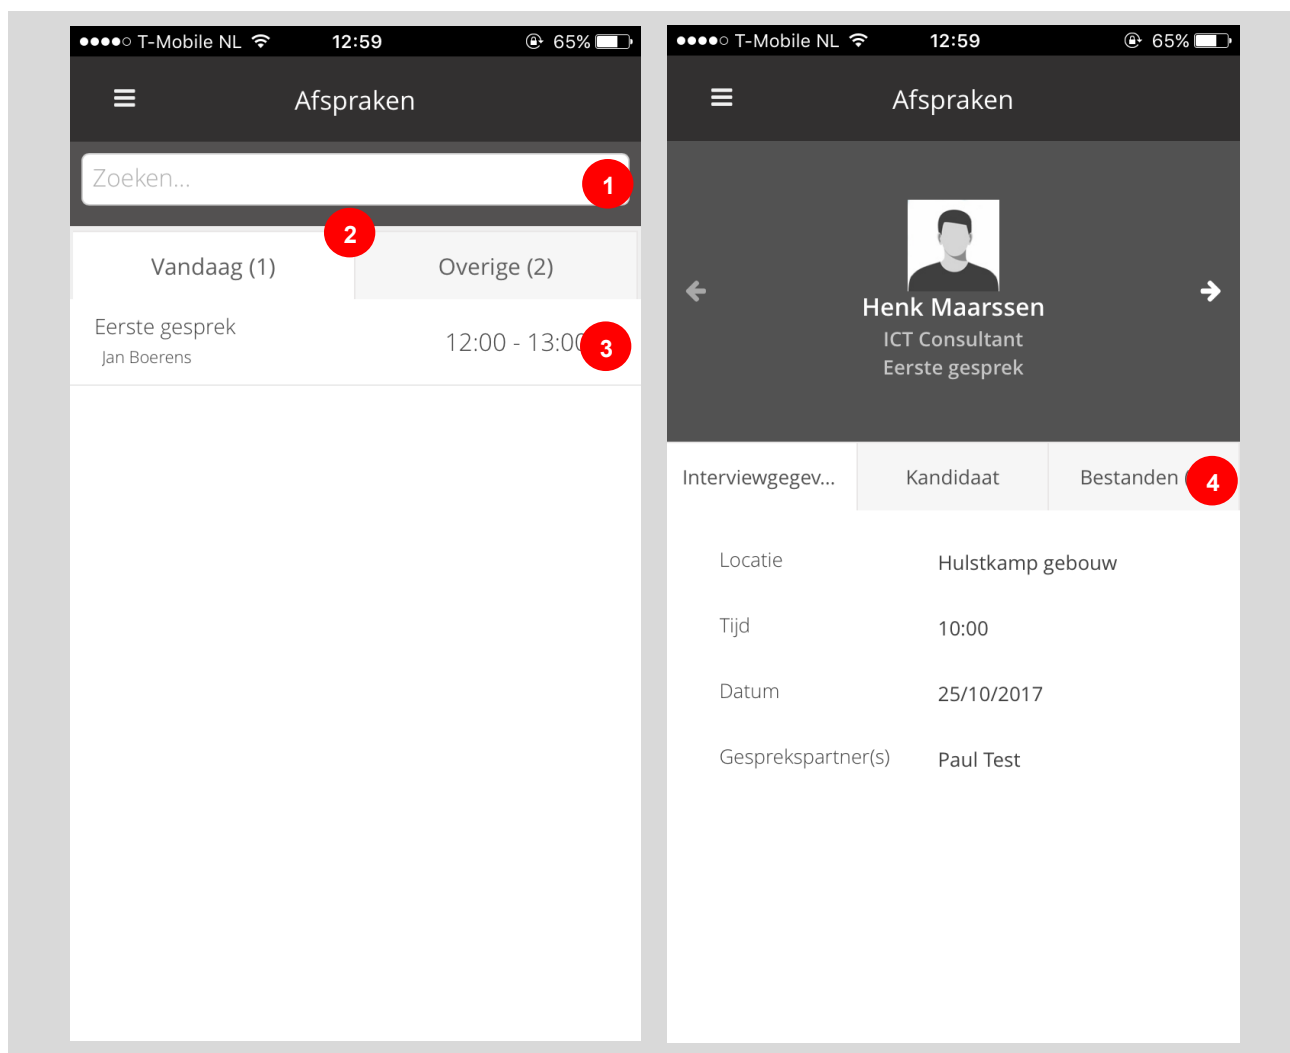 T-Mobile NL 12:59 65%
Afspraken
Zoeken...
1
2
Vandaag (1) Overige (2)
Eerste gesprek
Jan Boerens
12:00 - 13:00
3
T-Mobile NL 12:59 65%
Afspraken
Henk Maarssen
ICT Consultant
Eerste gesprek
Interviewgegev... Kandidaat Bestanden (
4
Locatie Hulstkamp gebouw
Tijd 10:00
Datum 25/10/2017
Gesprekspartner(s) Paul Test